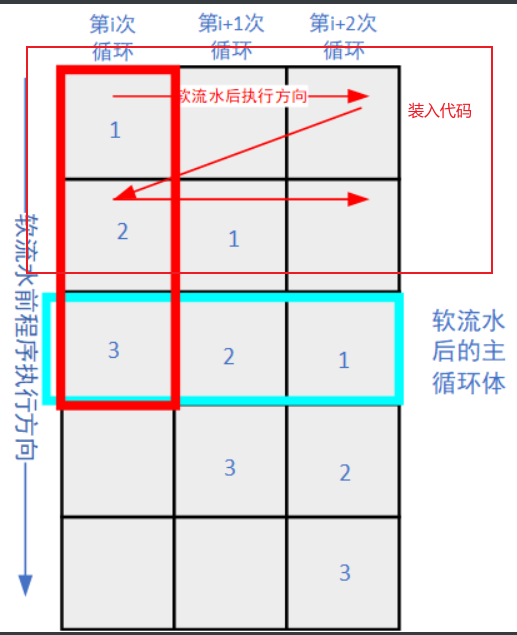 第i次
循环
第i+1次
循环
第i+2次
循环
软流水后执行方向
装入代码
1
2
1
3
2
1
3
2
3
软流水前程序执行方向
软流水
后的主
循环体